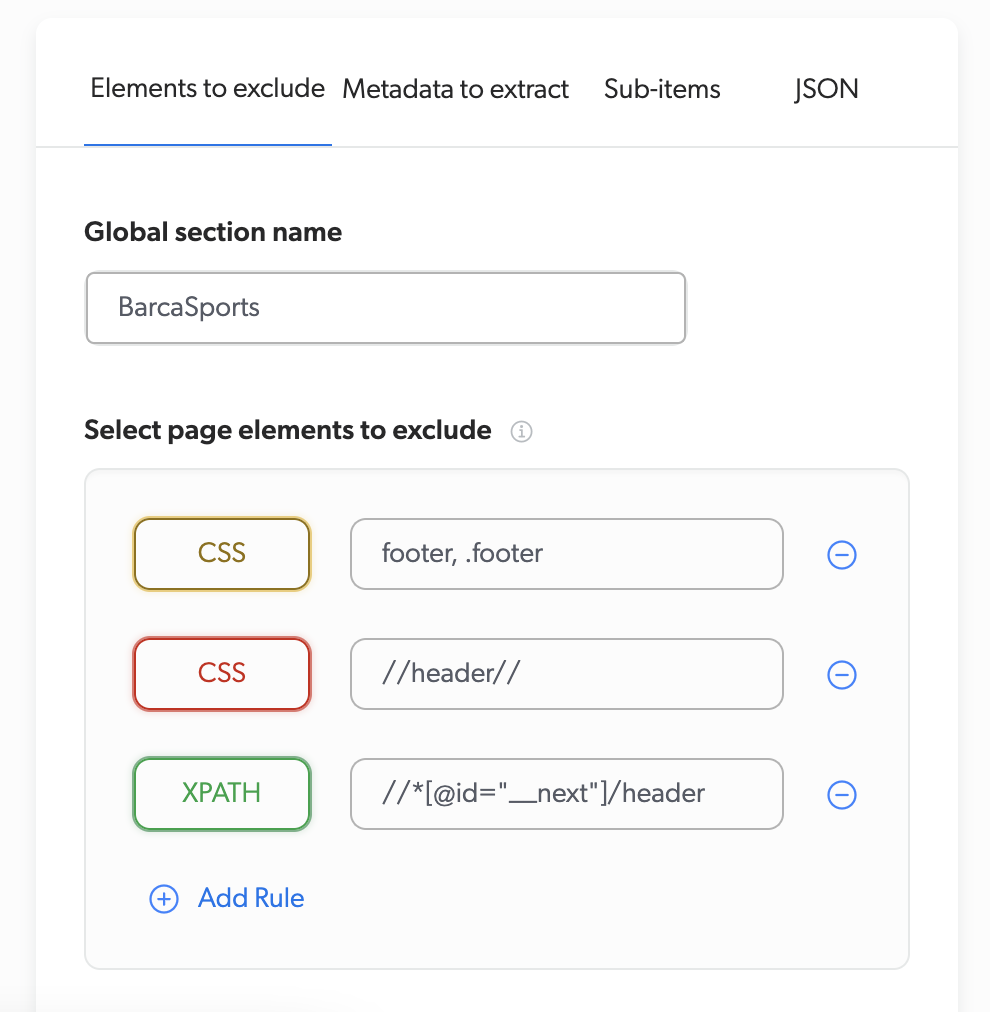 Elements to exclude Metadata to extract Sub-items JSON
Global section name
BarcaSports
Select page elements to exclude
CSS footer, .footer
CSS //header//
XPATH //*[@id="__next"]/header
Add Rule